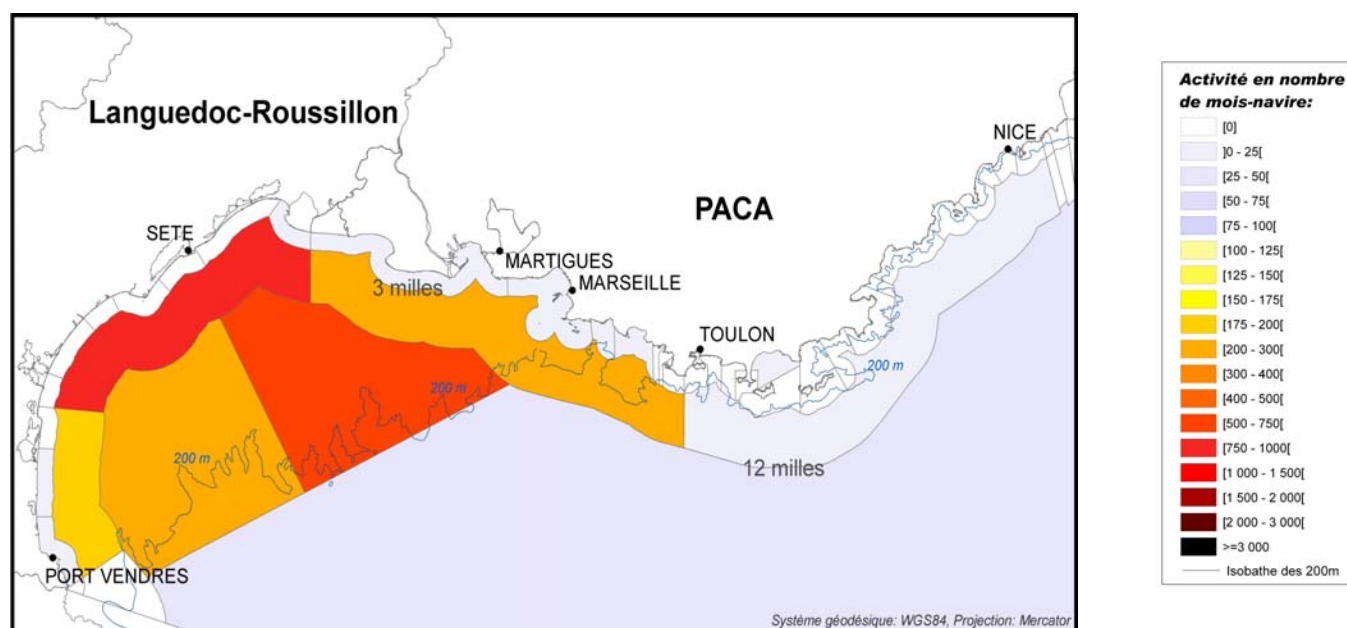 Languedoc-Roussillon
NICE
PACA
SETE
MARTIGUES
3 milles
MARSEILLE
TOULON
200 m
200 m
200 m
12 milles
PORT VENDRES
Système géodésique: WGS84, Projection: Mercator
Activité en nombre
de mois-navire:
[0]
]0 - 25[
[25 - 50[
[50 - 75[
[75 - 100[
[100 - 125[
[125 - 150[
[150 - 175[
[175 - 200[
[200 - 300[
[300 - 400[
[400 - 500[
[500 - 750[
[750 - 1000[
[1 000 - 1 500[
[1 500 - 2 000[
[2 000 - 3 000[
>=3 000
Isobathe des 200m